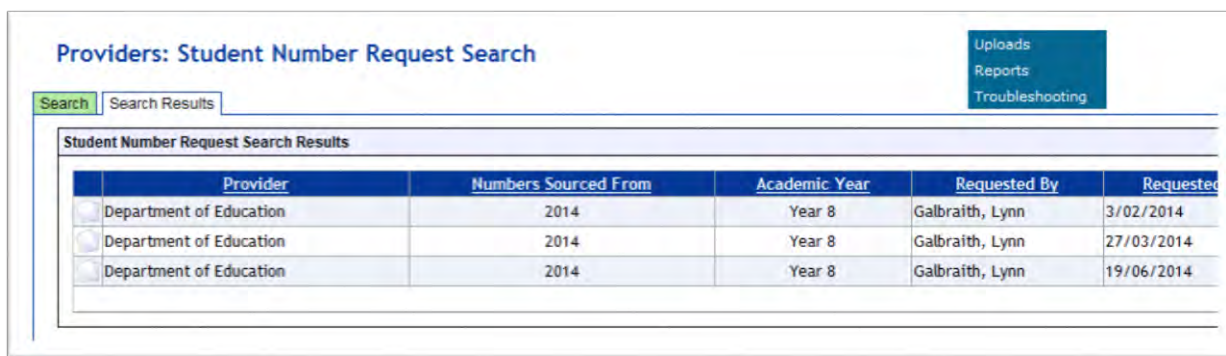 Providers: Student Number Request Search
Uploads
Reports
Troubleshooting
Search Search Results
Student Number Request Search Results
Provider Numbers Sourced From Academic Year Requested By Requested
Department of Education 2014 Year 8 Galbraith, Lynn 3/02/2014
Department of Education 2014 Year 8 Galbraith, Lynn 27/03/2014
Department of Education 2014 Year 8 Galbraith, Lynn 19/06/2014